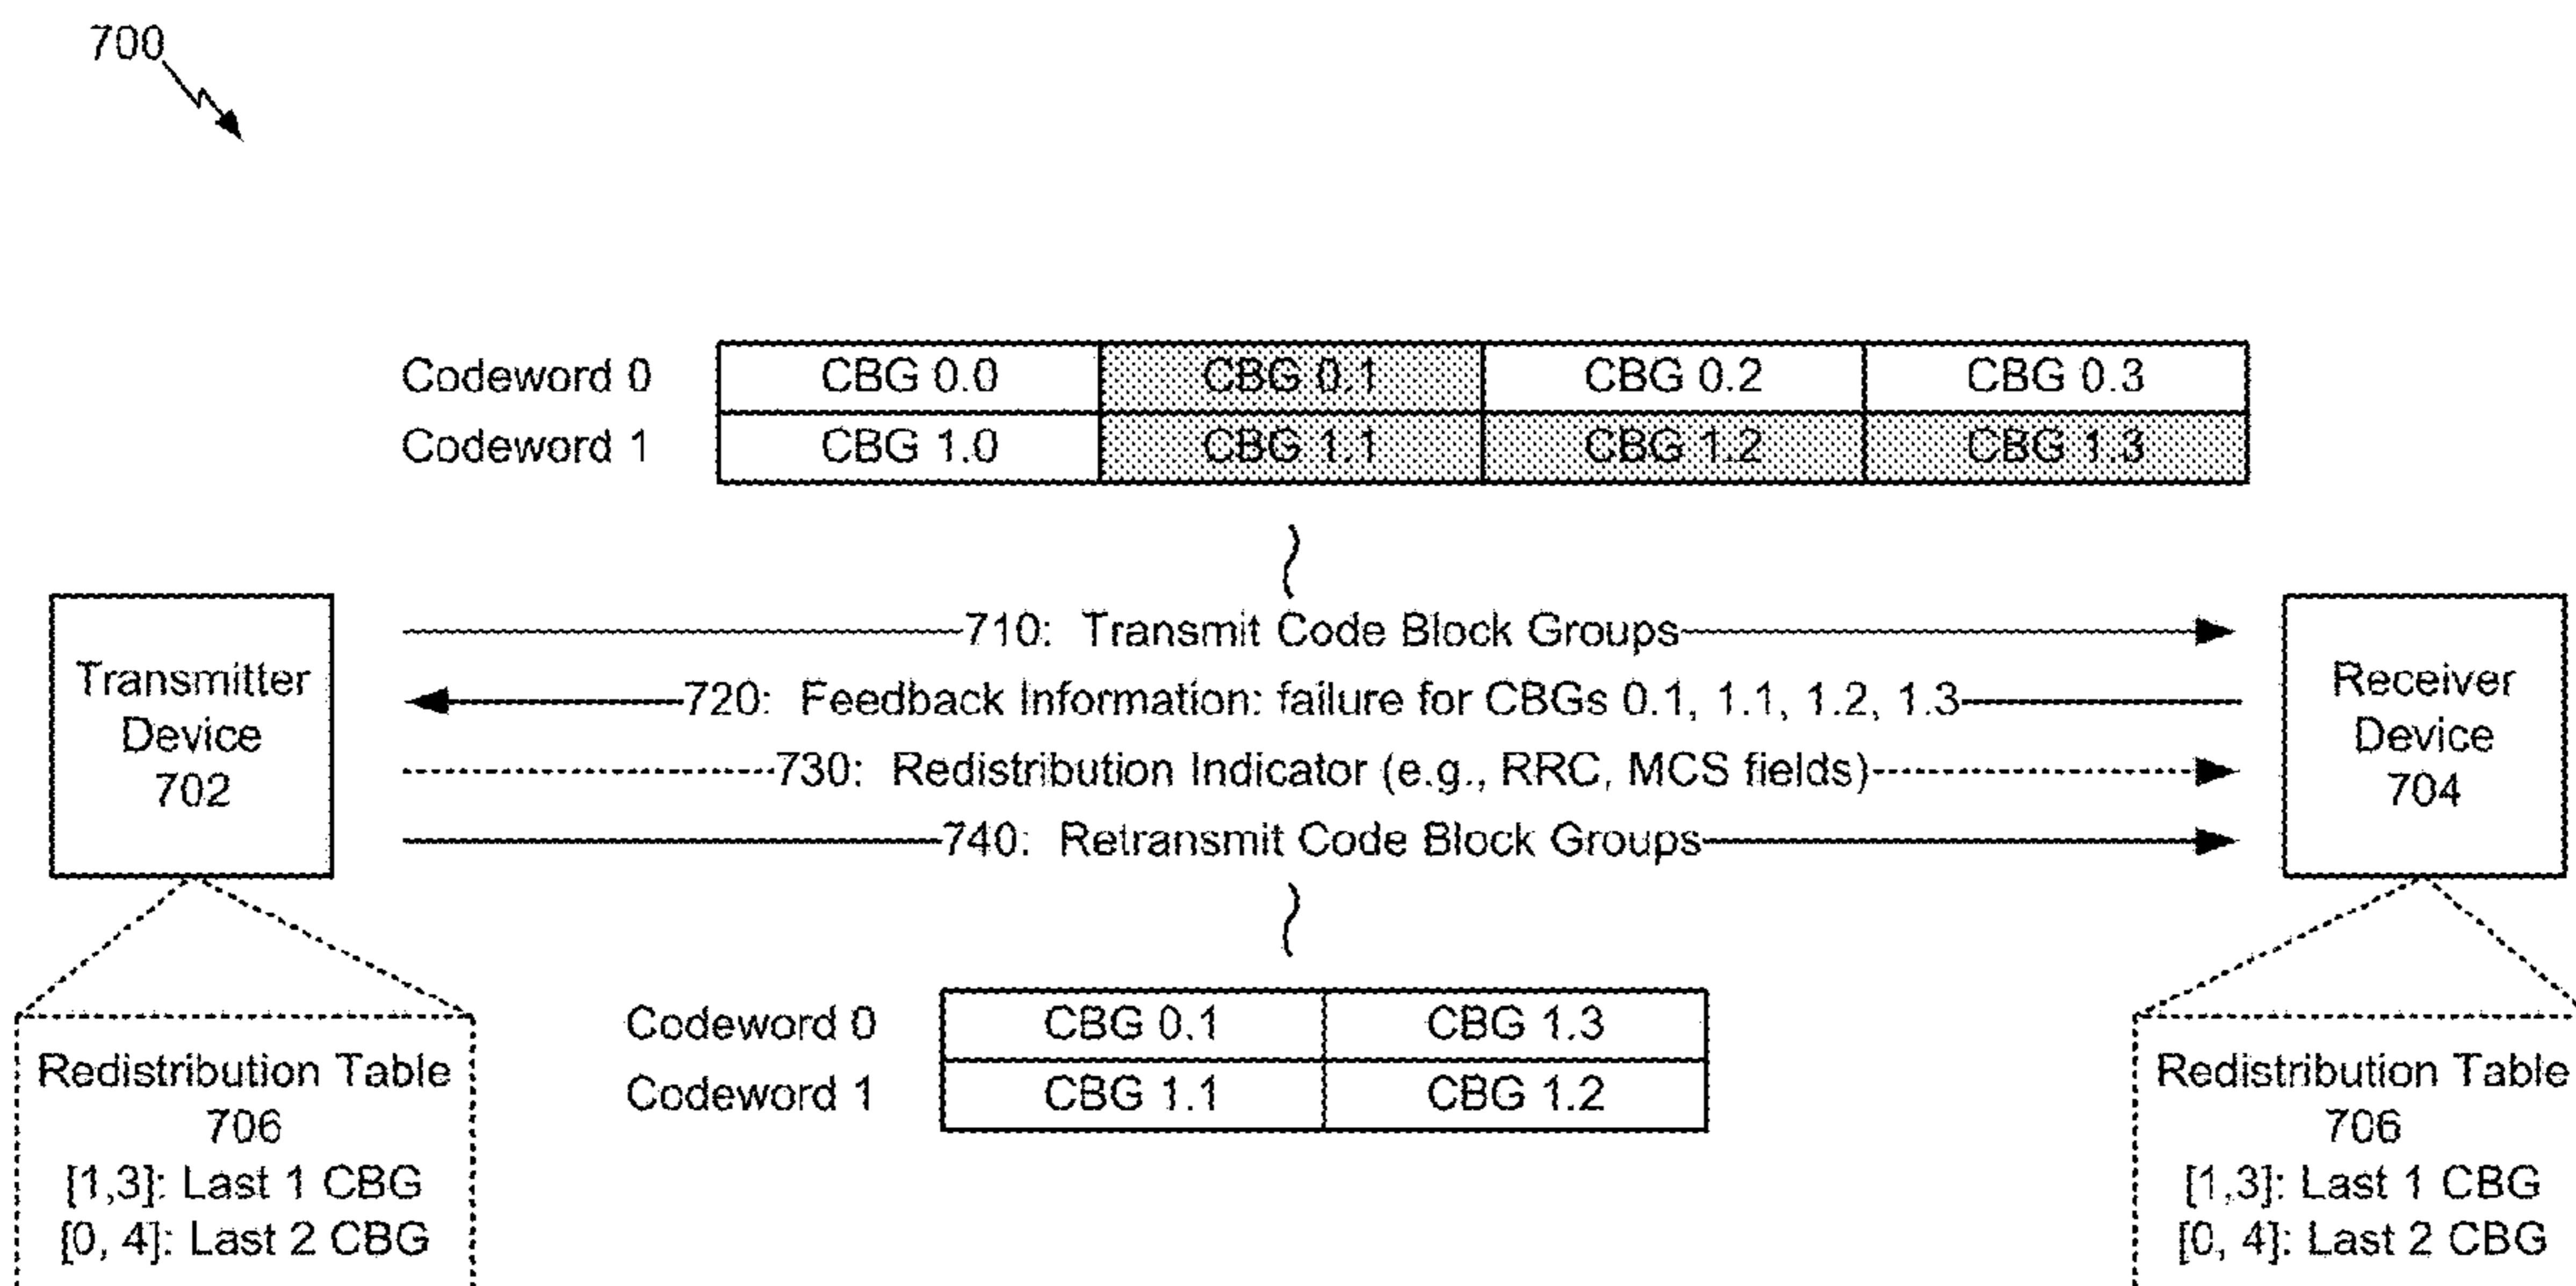 700
Codeword 0 CBG 0.0 CBG 0.1 CBG 0.2 CBG 0.3
Codeword 1 CBG 1.0 CBG 1.1 CBG 1.2 CBG 1.3
Transmitter
Device
702
710: Transmit Code Block Groups
720: Feedback Information: failure for CBGs 0.1, 1.1, 1.2, 1.3
730: Redistribution Indicator (e.g., RRC, MCS fields)
740: Retransmit Code Block Groups
Receiver
Device
704
Codeword 0 CBG 0.1 CBG 1.3
Codeword 1 CBG 1.1 CBG 1.2
Redistribution Table
706
[1,3]: Last 1 CBG
[0, 4]: Last 2 CBG
Redistribution Table
706
[1,3]: Last 1 CBG
[0, 4]: Last 2 CBG